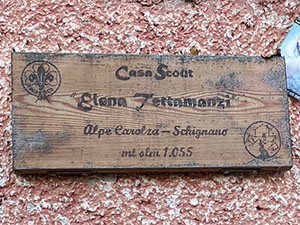 Casa Scout
"Elena Tettamanzi"
Alpe Carolza - Schignano
mt slm 1.055